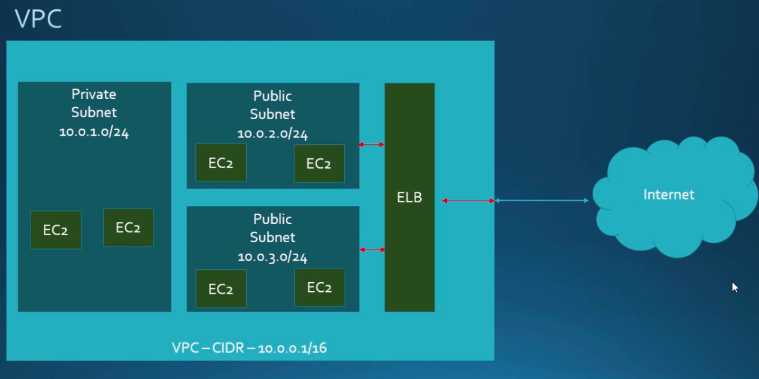 VPC
Private
Subnet
10.0.1.0/24
EC2
EC2
Public
Subnet
10.0.2.0/24
EC2
EC2
Public
Subnet
10.0.3.0/24
EC2
EC2
ELB
Internet
VPC – CIDR – 10.0.0.1/16